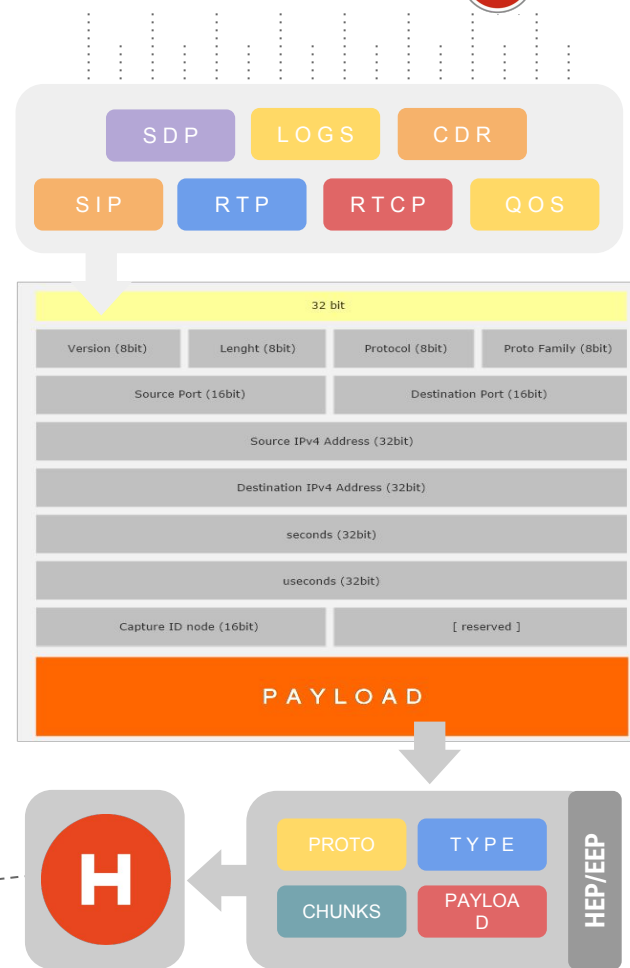 SDP LOGS CDR
SIP RTP RTCP QOS
32 bit
Version (8bit) Lenght (8bit) Protocol (8bit) Proto Family (8bit)
Source Port (16bit) Destination Port (16bit)
Source IPv4 Address (32bit)
Destination IPv4 Address (32bit)
seconds (32bit)
useconds (32bit)
Capture ID node (16bit) [ reserved ]
PAYLOAD
PROTO TYPE
CHUNKS PAYLOA
D
HEP/EEP
H